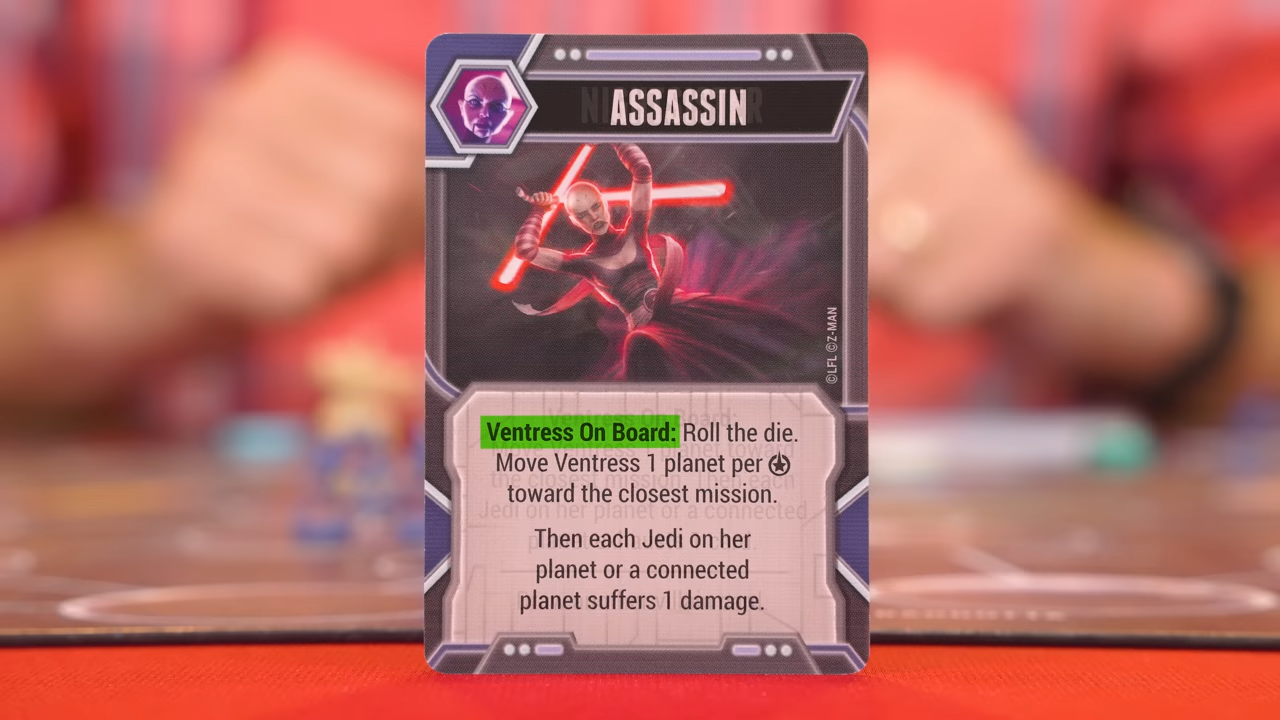 ASSASSIN
©LFL ©Z-MAN
Ventress On Board: Roll the die.
Move Ventress 1 planet per
toward the closest mission.
Then each Jedi on her
planet or a connected
planet suffers 1 damage.